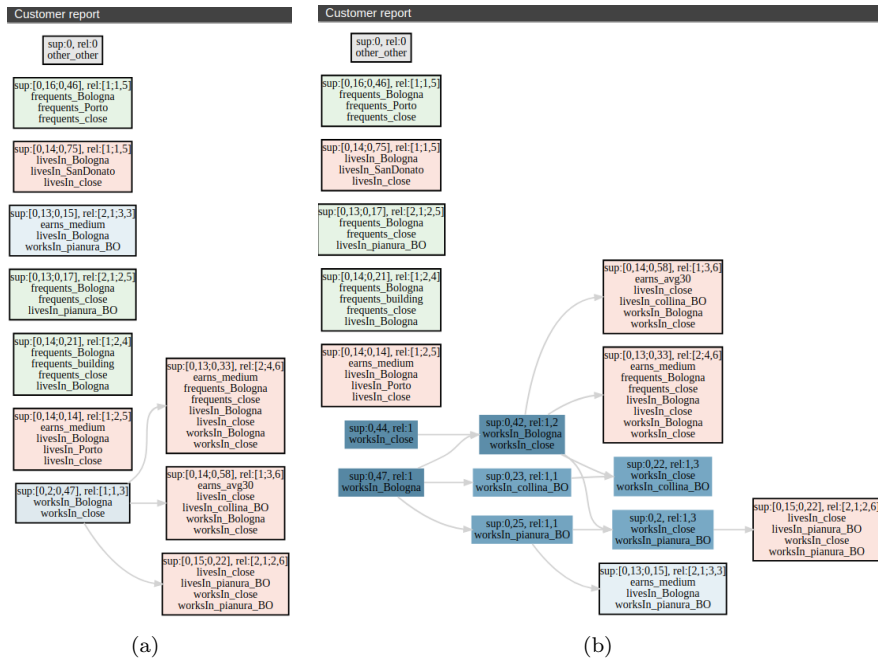 Customer report
sup:0, rel:0
other_other
sup:[0,16;0,46], rel:[1;1,5]
frequents_Bologna
frequents_Porto
frequents_close
sup:[0,14;0,75], rel:[1;1,5]
livesIn_Bologna
livesIn_SanDonato
livesIn_close
sup:[0,13;0,15], rel:[2,1;3,3]
earns_medium
livesIn_Bologna
worksIn_pianura_BO
sup:[0,13;0,17], rel:[2,1;2,5]
frequents_Bologna
frequents_close
livesIn_pianura_BO
sup:[0,14;0,21], rel:[1;2,4]
frequents_Bologna
frequents_building
frequents_close
livesIn_Bologna
sup:[0,14;0,14], rel:[1;2,5]
earns_medium
livesIn_Bologna
livesIn_Porto
livesIn_close
sup:[0,2;0,47], rel:[1;1,3]
worksIn_Bologna
worksIn_close
sup:[0,13;0,33], rel:[2;4,6]
earns_medium
frequents_Bologna
frequents_close
livesIn_Bologna
livesIn_close
worksIn_Bologna
worksIn_close
sup:[0,14;0,58], rel:[1;3,6]
earns_avg30
livesIn_close
livesIn_collina_BO
worksIn_Bologna
worksIn_close
sup:[0,15;0,22], rel:[2,1;2,6]
livesIn_close
livesIn_pianura_BO
worksIn_close
worksIn_pianura_BO
(a)
Customer report
sup:0, rel:0
other_other
sup:[0,16;0,46], rel:[1;1,5]
frequents_Bologna
frequents_Porto
frequents_close
sup:[0,14;0,75], rel:[1;1,5]
livesIn_Bologna
livesIn_SanDonato
livesIn_close
sup:[0,13;0,17], rel:[2,1;2,5]
frequents_Bologna
frequents_close
livesIn_pianura_BO
sup:[0,14;0,21], rel:[1;2,4]
frequents_Bologna
frequents_building
frequents_close
livesIn_Bologna
sup:[0,14;0,14], rel:[1;2,5]
earns_medium
livesIn_Bologna
livesIn_Porto
livesIn_close
sup:0,44, rel:1
worksIn_close
sup:0,47, rel:1
worksIn_Bologna
sup:0,42, rel:1,2
worksIn_Bologna
worksIn_close
sup:0,23, rel:1,1
worksIn_collina_BO
sup:0,25, rel:1,1
worksIn_pianura_BO
sup:[0,14;0,58], rel:[1;3,6]
earns_avg30
livesIn_close
livesIn_collina_BO
worksIn_Bologna
worksIn_close
sup:[0,13;0,33], rel:[2;4,6]
earns_medium
frequents_Bologna
frequents_close
livesIn_Bologna
livesIn_close
worksIn_Bologna
worksIn_close
sup:0,22, rel:1,3
worksIn_close
worksIn_collina_BO
sup:0,2, rel:1,3
worksIn_close
worksIn_pianura_BO
sup:[0,13;0,15], rel:[2,1;3,3]
earns_medium
livesIn_Bologna
worksIn_pianura_BO
sup:[0,15;0,22], rel:[2,1;2,6]
livesIn_close
livesIn_pianura_BO
worksIn_close
worksIn_pianura_BO
(b)